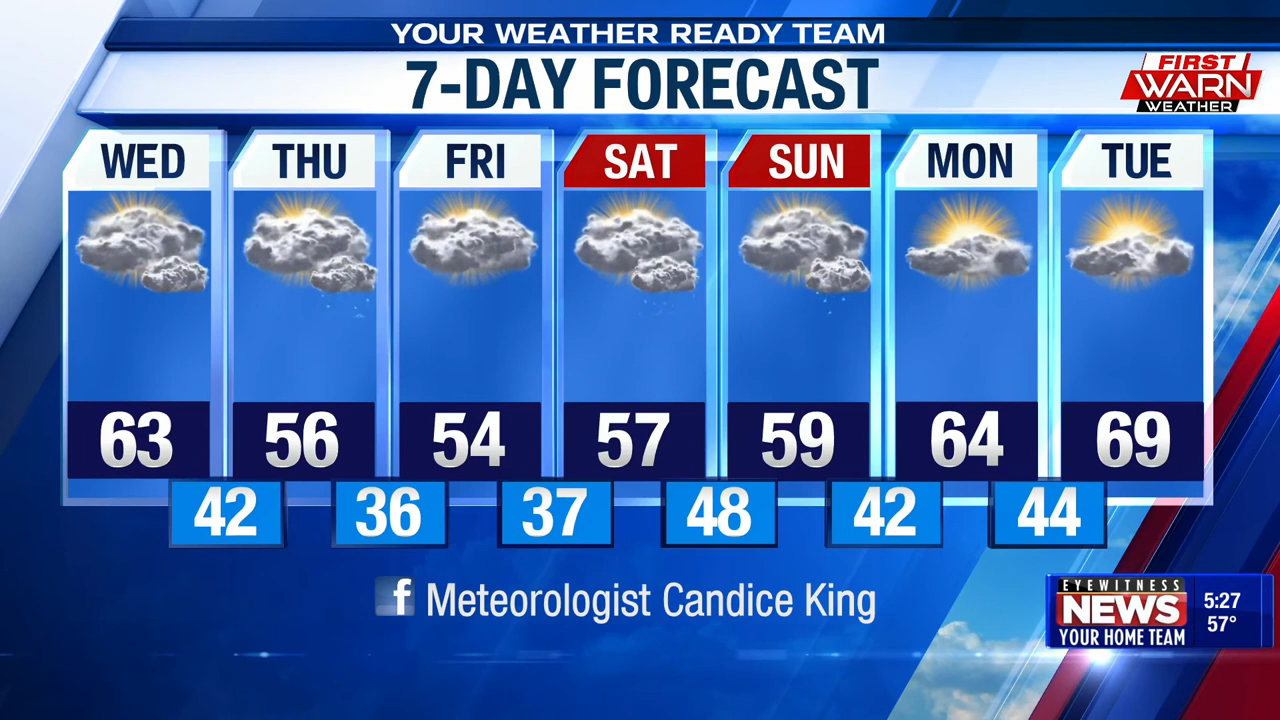 YOUR WEATHER READY TEAM
7-DAY FORECAST
FIRST
WARN
WEATHER
WED THU FRI SAT SUN MON TUE
63 56 54 57 59 64 69
42 36 37 48 42 44
f Meteorologist Candice King
EYEWITNESS
NEWS
YOUR HOME TEAM
5:27
57°